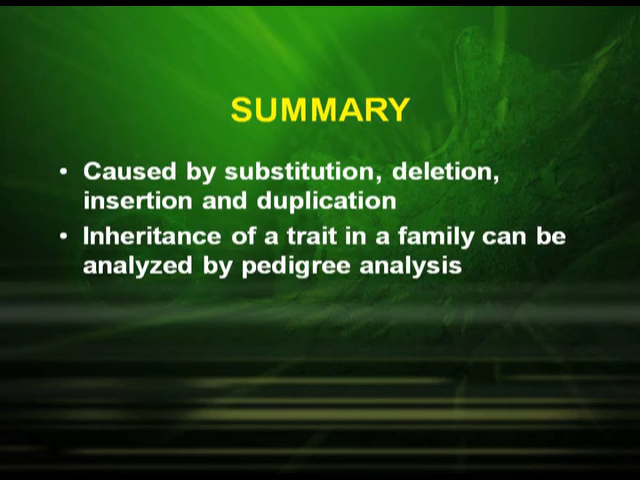 SUMMARY
• Caused by substitution, deletion,
insertion and duplication
• Inheritance of a trait in a family can be
analyzed by pedigree analysis